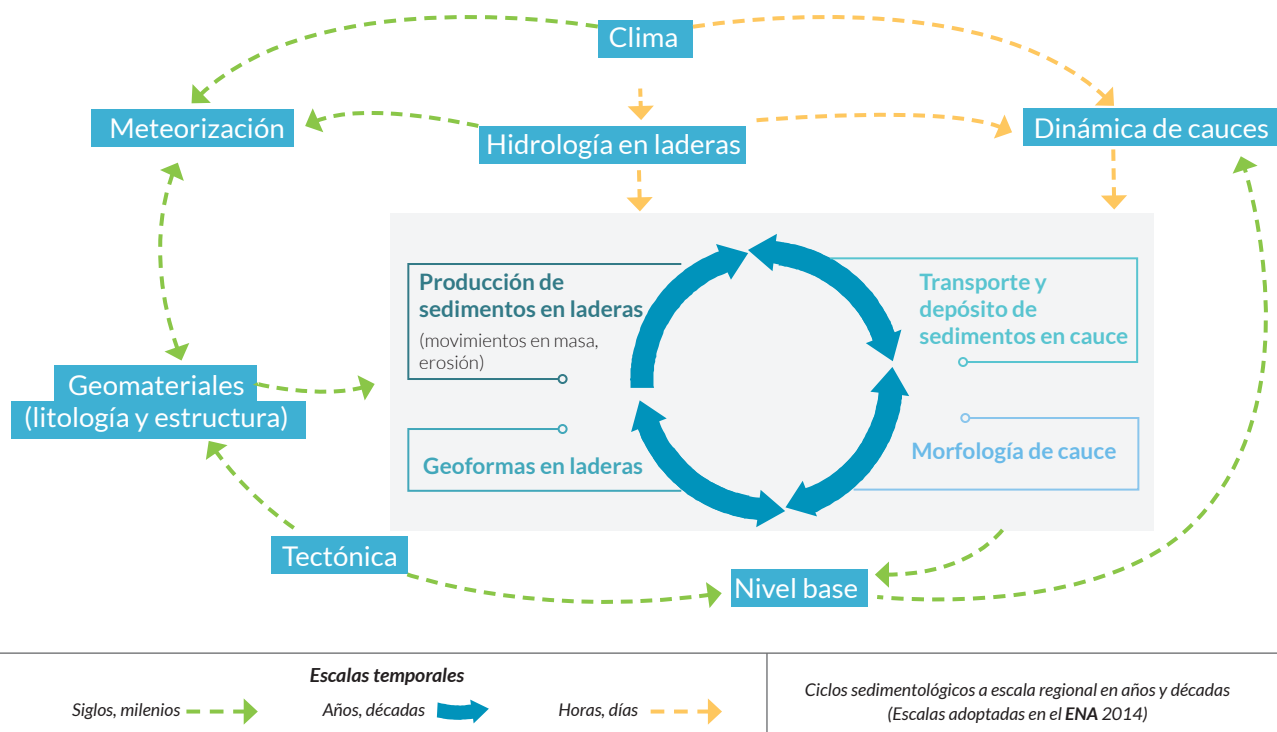 Clima
Meteorización
Hidrología en laderas
Dinámica de cauces
Producción de
sedimentos en laderas
(movimientos en masa,
erosión)
Transporte y
depósito de
sedimentos en cauce
Geomateriales
(litología y estructura)
Geoformas en laderas
Morfología de cauce
Tectónica
Nivel base
Escalas temporales
Siglos, milenios
Años, décadas
Horas, días
Ciclos sedimentológicos a escala regional en años y décadas
(Escalas adoptadas en el ENA 2014)